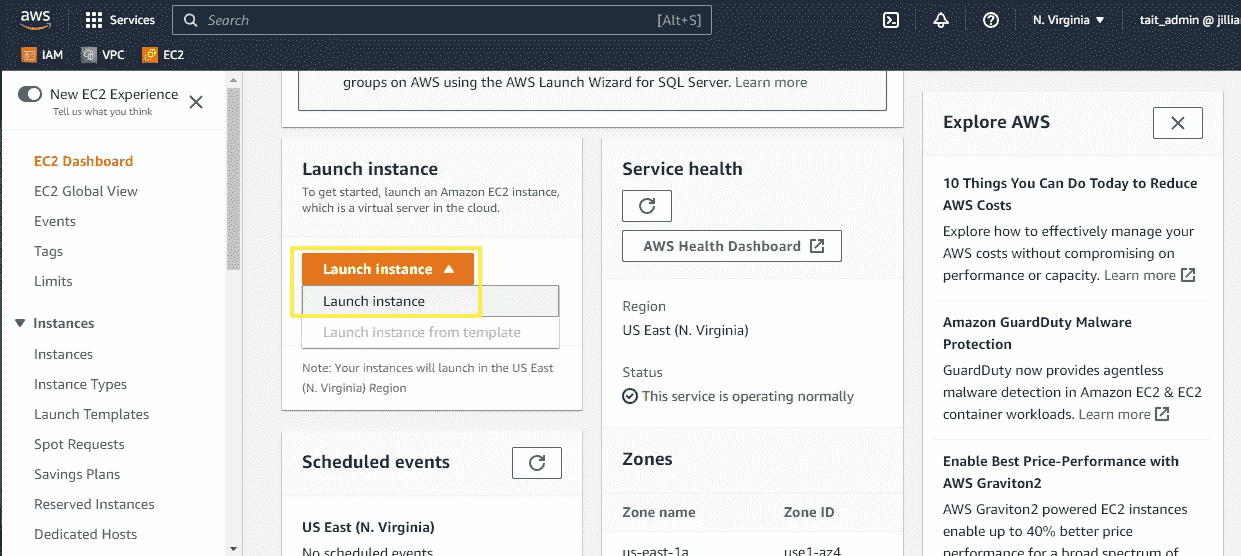 aws
Services
Search
[Alt+S]
N. Virginia
tait_admin @ jillia
IAM
VPC
EC2
New EC2 Experience
Tell us what you think
EC2 Dashboard
EC2 Global View
Events
Tags
Limits
Instances
Instances
Instance Types
Launch Templates
Spot Requests
Savings Plans
Reserved Instances
Dedicated Hosts
groups on AWS using the AWS Launch Wizard for SQL Server. Learn more
Launch instance
To get started, launch an Amazon EC2 instance,
which is a virtual server in the cloud.
Launch instance
Launch instance
Launch instance from template
Note: Your instances will launch in the US East
(N. Virginia) Region
Scheduled events
US East (N. Virginia)
No scheduled events
Service health
AWS Health Dashboard
Region
US East (N. Virginia)
Status
This service is operating normally
Zones
Zone name
Zone ID
us-east-1a
use1-az4
Explore AWS
10 Things You Can Do Today to Reduce
AWS Costs
Explore how to effectively manage your
AWS costs without compromising on
performance or capacity. Learn more
Amazon GuardDuty Malware
Protection
GuardDuty now provides agentless
malware detection in Amazon EC2 & EC2
container workloads. Learn more
Enable Best Price-Performance with
AWS Graviton2
AWS Graviton2 powered EC2 instances
enable up to 40% better price
performance for a broad spectrum of